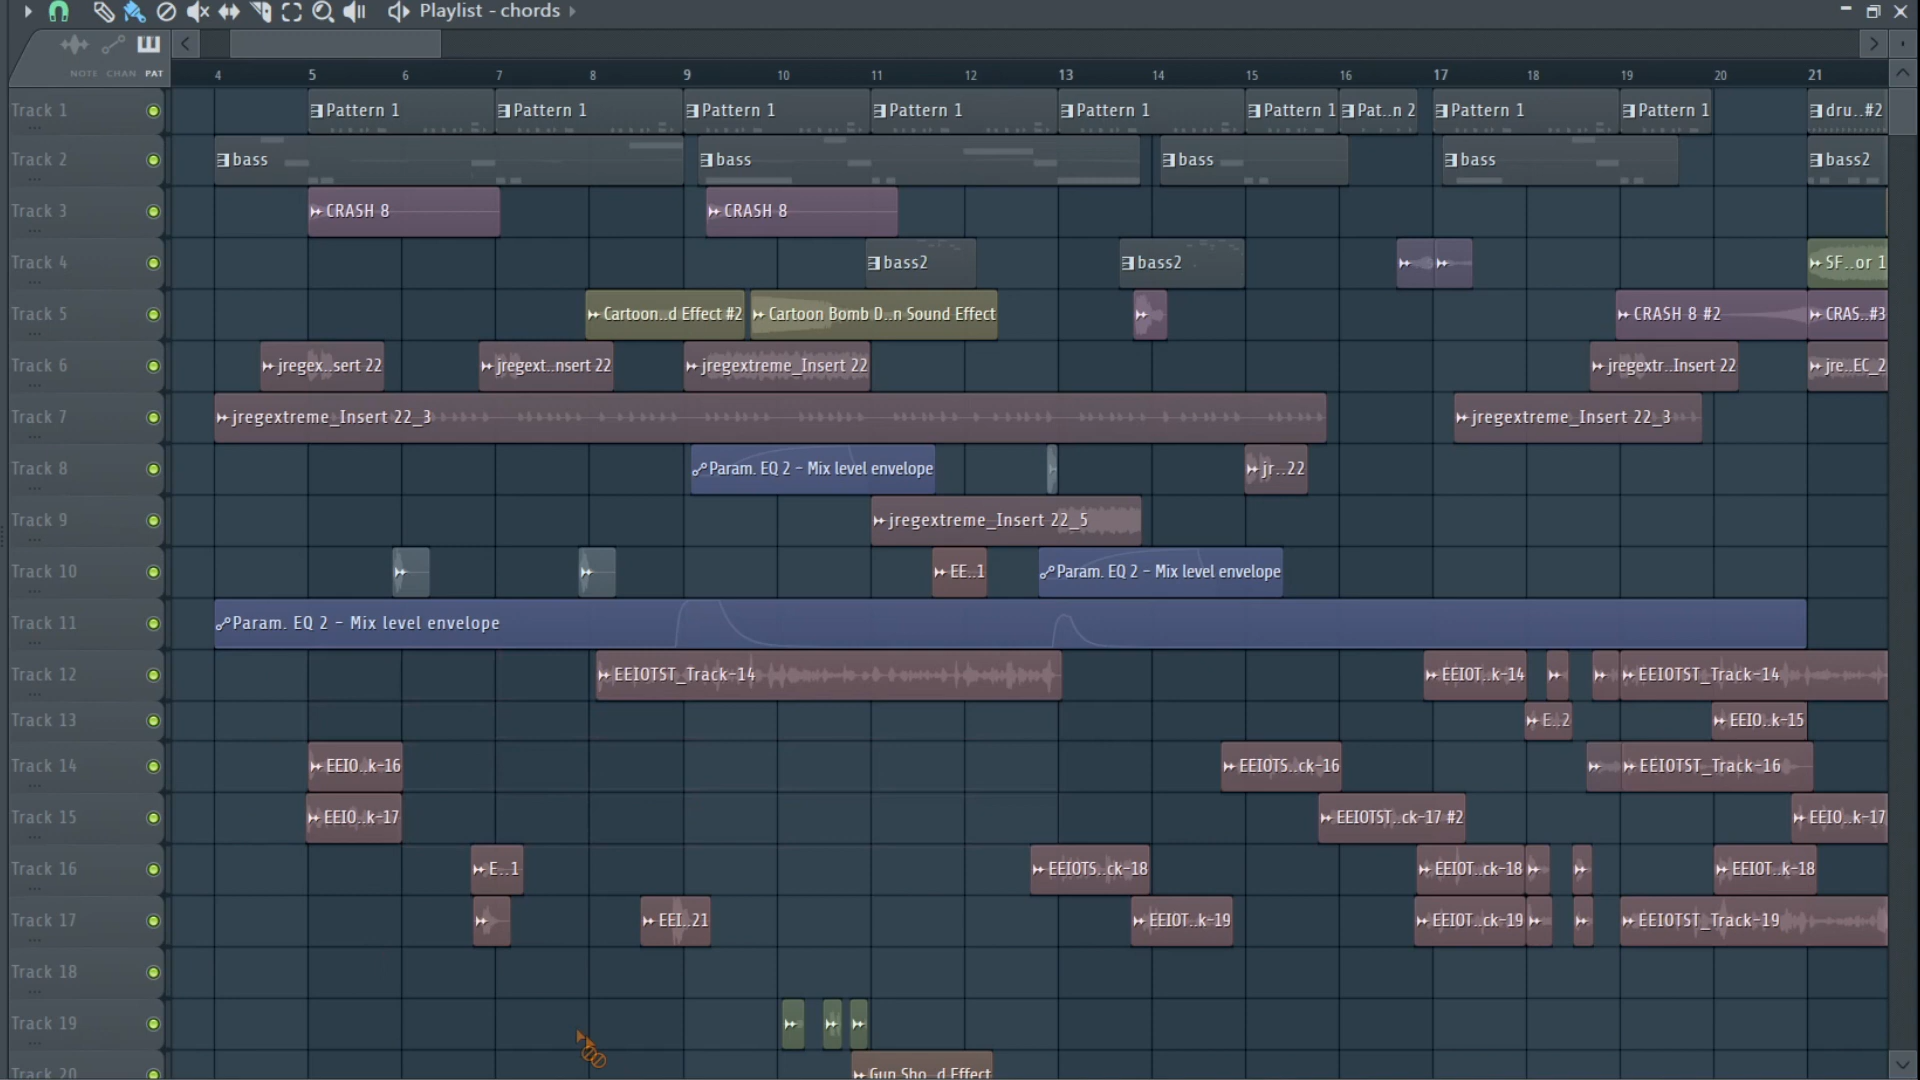 Playlist - chords
NOTE CHAN PAT
4 5 6 7 8 9 10 11 12 13 14 15 16 17 18 19 20 21
Track 1 Pattern 1 Pattern 1 Pattern 1 Pattern 1 Pattern 1 Pattern 1 Pat..n 2 Pattern 1 Pattern 1 dru..#2
Track 2 bass bass bass bass bass2
Track 3 CRASH 8 CRASH 8
Track 4 bass2 bass2 SF..or 1
Track 5 Cartoon..d Effect #2 Cartoon Bomb D..n Sound Effect CRASH 8 #2 CRAS..#3
Track 6 jregex..sert 22 jregext..nsert 22 jregextreme_Insert 22 jregextr..Insert 22 jre..EC_2
Track 7 jregextreme_Insert 22_3 jregextreme_Insert 22_3
Track 8 Param. EQ 2 - Mix level envelope jr..22
Track 9 jregextreme_Insert 22_5
Track 10 EE..1 Param. EQ 2 - Mix level envelope
Track 11 Param. EQ 2 - Mix level envelope
Track 12 EEIOTST_Track-14 EEIOT..k-14 EEIOTST_Track-14
Track 13 E..2 EEIO..k-15
Track 14 EEIO..k-16 EEIOTS..ck-16 EEIOTST_Track-16
Track 15 EEIO..k-17 EEIOTST..ck-17 #2 EEIO..k-17
Track 16 E..1 EEIOTS..ck-18 EEIOT..ck-18 EEIOT..k-18
Track 17 EEI..21 EEIOT..k-19 EEIOT..ck-19 EEIOTST_Track-19
Track 18
Track 19
Track 20 Gun Sho..d Effect